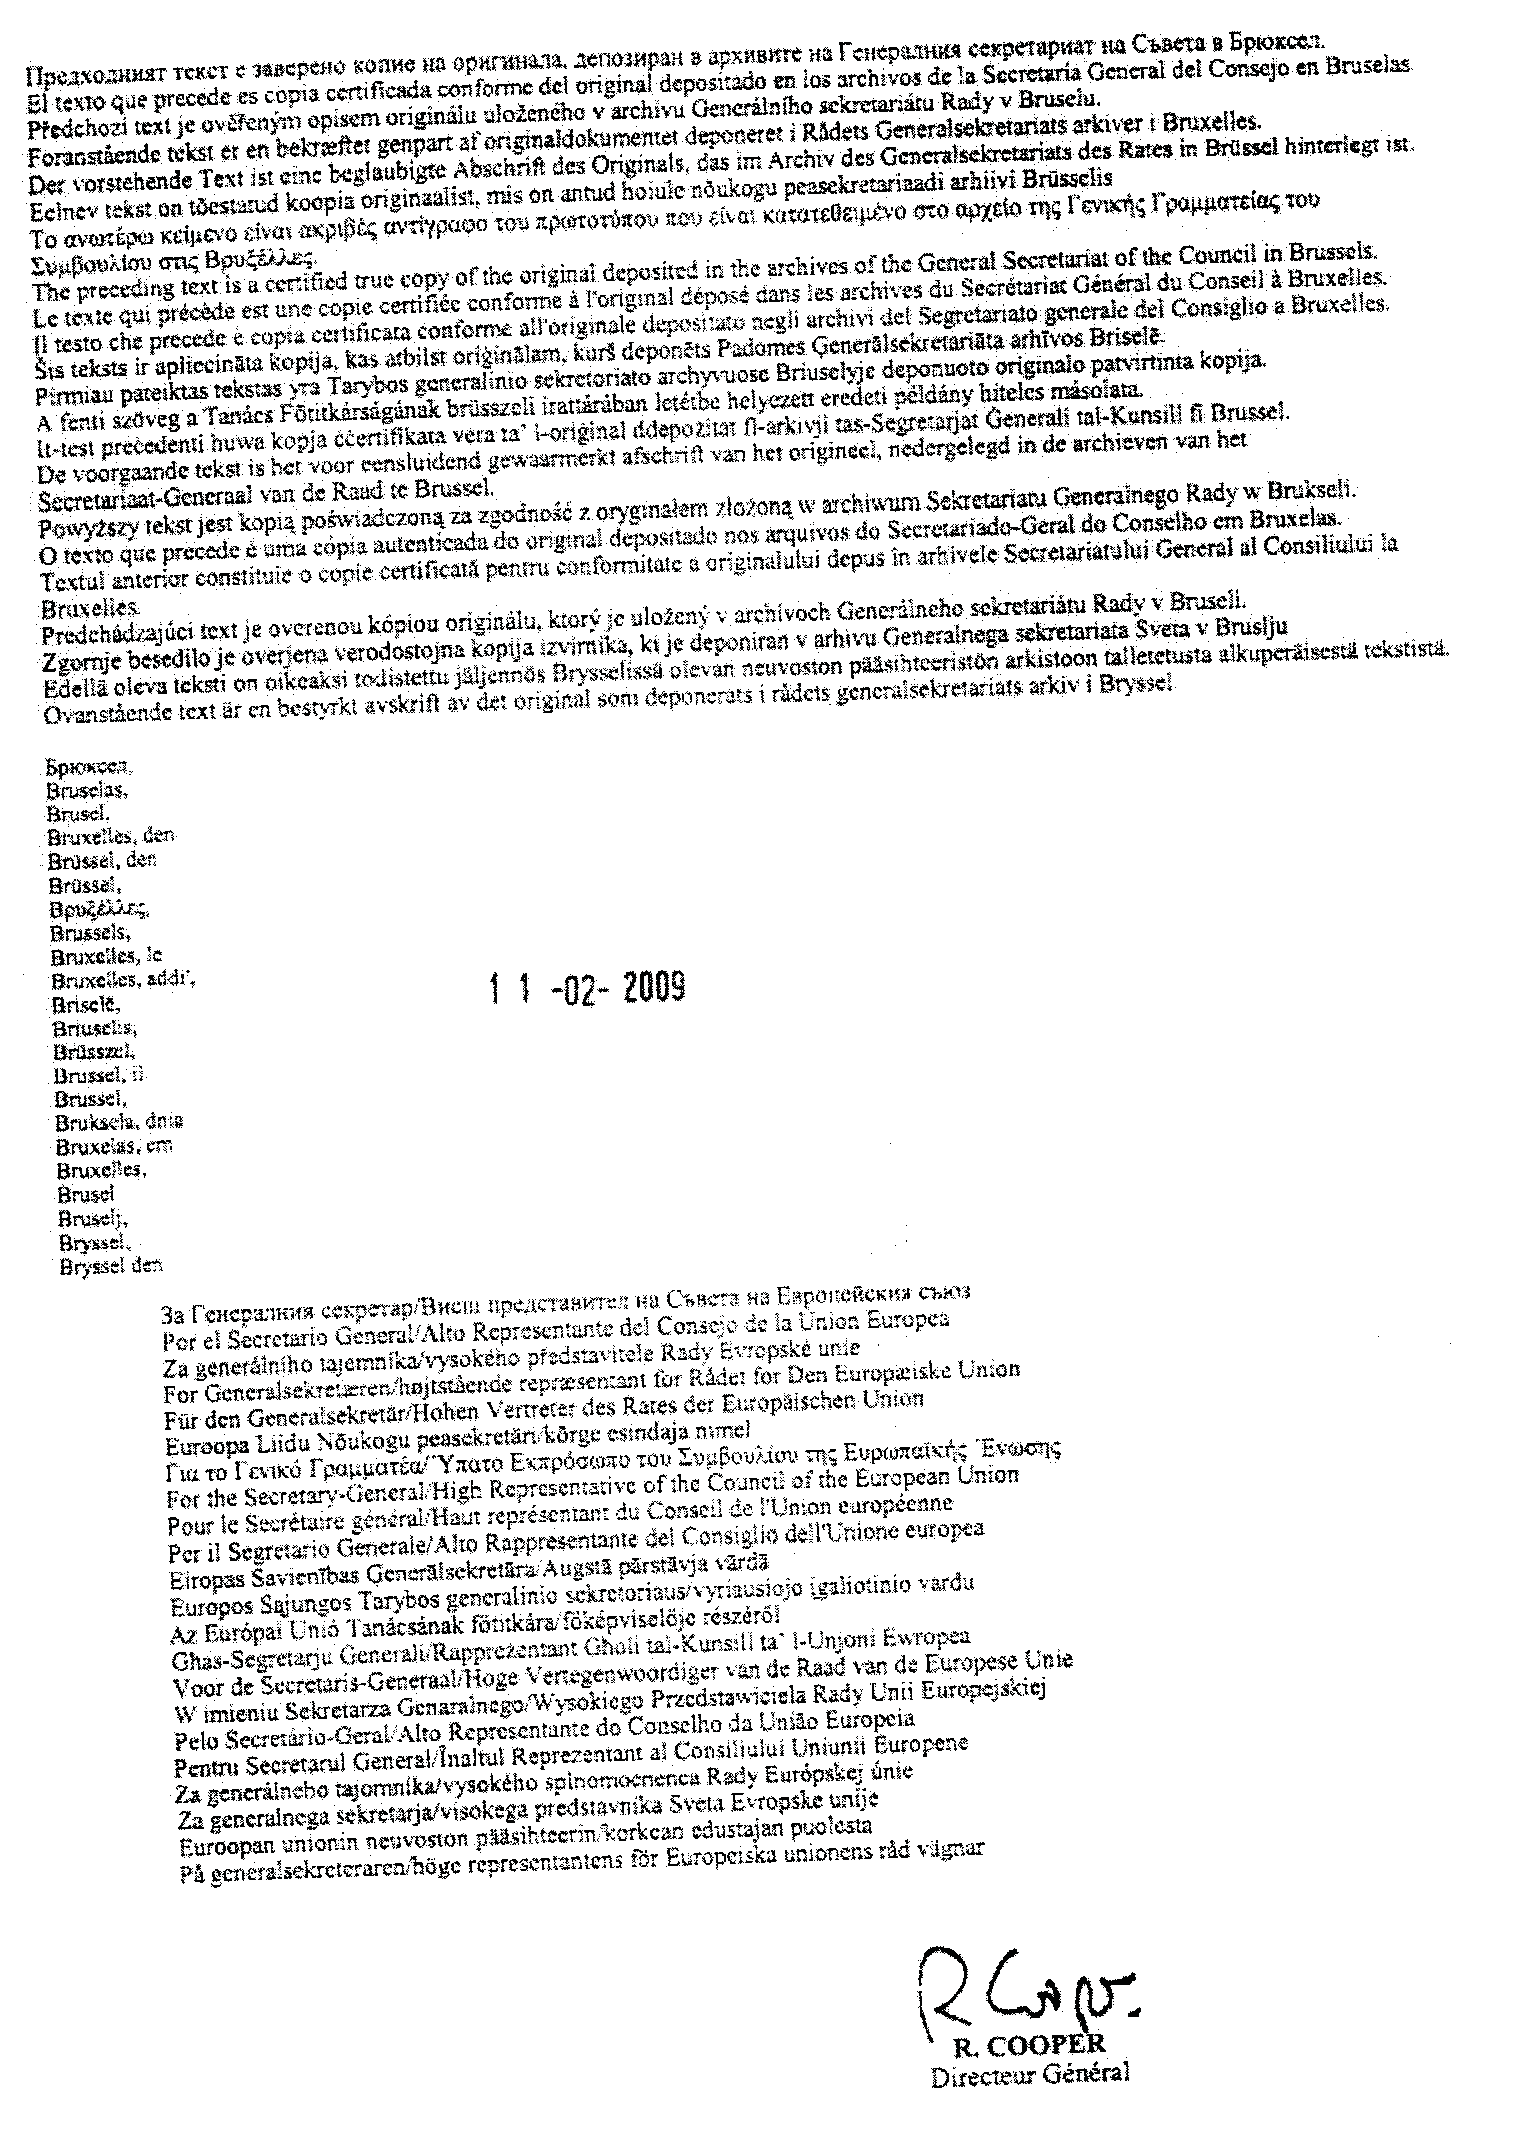 Предходният текст е заверено копие на оригинала, депозиран в архивите на Генералния секретариат на Съвета в Брюксел.
El texto que precede es copia certificada conforme del original depositado en los archivos de la Secretaría General del Consejo en Bruselas.
Předchozí text je ověřeným opisem originálu uloženého v archivu Generálního sekretariátu Rady v Bruselu.
Foranstående tekst er en bekræftet genpart af originaldokumentet deponeret i Rådets Generalsekretariats arkiver i Bruxelles.
Der vorstehende Text ist eine beglaubigte Abschrift des Originals, das im Archiv des Generalsekretariats des Rates in Brüssel hinterlegt ist.
Eelnev tekst on tõestatud koopia originaalist, mis on antud hoiule nõukogu peasekretariaadi arhiivi Brüsselis
Το ανωτέρω κείμενο είναι ακριβές αντίγραφο του πρωτοτύπου που είναι κατατεθειμένο στο αρχείο της Γενικής Γραμματείας του
Συμβουλίου στις Βρυξέλλες.
The preceding text is a certified true copy of the original deposited in the archives of the General Secretariat of the Council in Brussels.
Le texte qui précède est une copie certifiée conforme à l'original déposé dans les archives du Secrétariat Général du Conseil à Bruxelles.
Il testo che precede è copia certificata conforme all'originale depositato negli archivi del Segretariato generale del Consiglio a Bruxelles.
Šis teksts ir apliecināta kopija, kas atbilst oriģinālam, kurš deponēts Padomes Ģenerālsekretariāta arhīvos Briselē.
Pirmiau pateiktas tekstas yra Tarybos generalinio sekretoriato archyvuose Briuselyje deponuoto originalo patvirtinta kopija.
A fenti szöveg a Tanács Főtitkárságának brüsszeli irattárában letétbe helyezett eredeti példány hiteles másolata.
It-test preċedenti huwa kopja ċċertifikata vera ta' l-oriġinal ddepożitat fl-arkivji tas-Segretarjat Ġenerali tal-Kunsill fi Brussel.
De voorgaande tekst is het voor eensluidend gewaarmerkt afschrift van het origineel, nedergelegd in de archieven van het
Secretariaat-Generaal van de Raad te Brussel.
Powyższy tekst jest kopią poświadczoną za zgodność z oryginałem złożoną w archiwum Sekretariatu Generalnego Rady w Brukseli.
O texto que precede é uma cópia autenticada do original depositado nos arquivos do Secretariado-Geral do Conselho em Bruxelas.
Textul anterior constituie o copie certificată pentru conformitate a originalului depus în arhivele Secretariatului General al Consiliului la
Bruxelles.
Predchádzajúci text je overenou kópiou originálu, ktorý je uložený v archívoch Generálneho sekretariátu Rady v Bruseli.
Zgornje besedilo je overjena verodostojna kopija izvirnika, ki je deponiran v arhivu Generalnega sekretariata Sveta v Bruslju
Edellä oleva teksti on oikeaksi todistettu jäljennös Brysselissä olevan neuvoston pääsihteeristön arkistoon talletetusta alkuperäisestä tekstistä.
Ovanstående text är en bestyrkt avskrift av det original som deponerats i rådets generalsekretariats arkiv i Bryssel
Брюксел,
Bruselas,
Brusel,
Bruxelles, den
Brüssel, den
Brüssel,
Βρυξέλλες,
Brussels,
Bruxelles, le
Bruxelles, addi',
Briselē,
Briuselis,
Brüsszel,
Brussel, il
Brussel,
Bruksela, dnia
Bruxelas, em
Bruxelles,
Brusel
Bruselj,
Bryssel,
Bryssel den
1 1 -02- 2009
За Генералния секретар/Висш представител на Съвета на Европейския съюз
Por el Secretario General/Alto Representante del Consejo de la Unión Europea
Za generálního tajemníka/vysokého představitele Rady Evropské unie
For Generalsekretæren/højtstående repræsentant for Rådet for Den Europæiske Union
Für den Generalsekretär/Hohen Vertreter des Rates der Europäischen Union
Euroopa Liidu Nõukogu peasekretäri/kõrge esindaja nimel
Για το Γενικό Γραμματέα/Ύπατο Εκπρόσωπο του Συμβουλίου της Ευρωπαϊκής Ένωσης
For the Secretary-General/High Representative of the Council of the European Union
Pour le Secrétaire général/Haut représentant du Conseil de l'Union européenne
Per il Segretario Generale/Alto Rappresentante del Consiglio dell'Unione europea
Eiropas Savienības Ģenerālsekretāra/Augstā pārstāvja vārdā
Europos Sąjungos Tarybos generalinio sekretoriaus/vyriausiojo įgaliotinio vardu
Az Európai Unió Tanácsának főtitkára/főképviselője részéről
Għas-Segretarju Ġenerali/Rappreżentant Għoli tal-Kunsill ta' l-Unjoni Ewropea
Voor de Secretaris-Generaal/Hoge Vertegenwoordiger van de Raad van de Europese Unie
W imieniu Sekretarza Genaralnego/Wysokiego Przedstawiciela Rady Unii Europejskiej
Pelo Secretário-Geral/Alto Representante do Conselho da União Europeia
Pentru Secretarul General/Înaltul Reprezentant al Consiliului Uniunii Europene
Za generálneho tajomníka/vysokého splnomocnenca Rady Európskej únie
Za generalnega sekretarja/visokega predstavnika Sveta Evropske unije
Euroopan unionin neuvoston pääsihteerin/korkean edustajan puolesta
På generalsekreteraren/höge representantens för Europeiska unionens råd vägnar
R Cooper
R. COOPER
Directeur Général